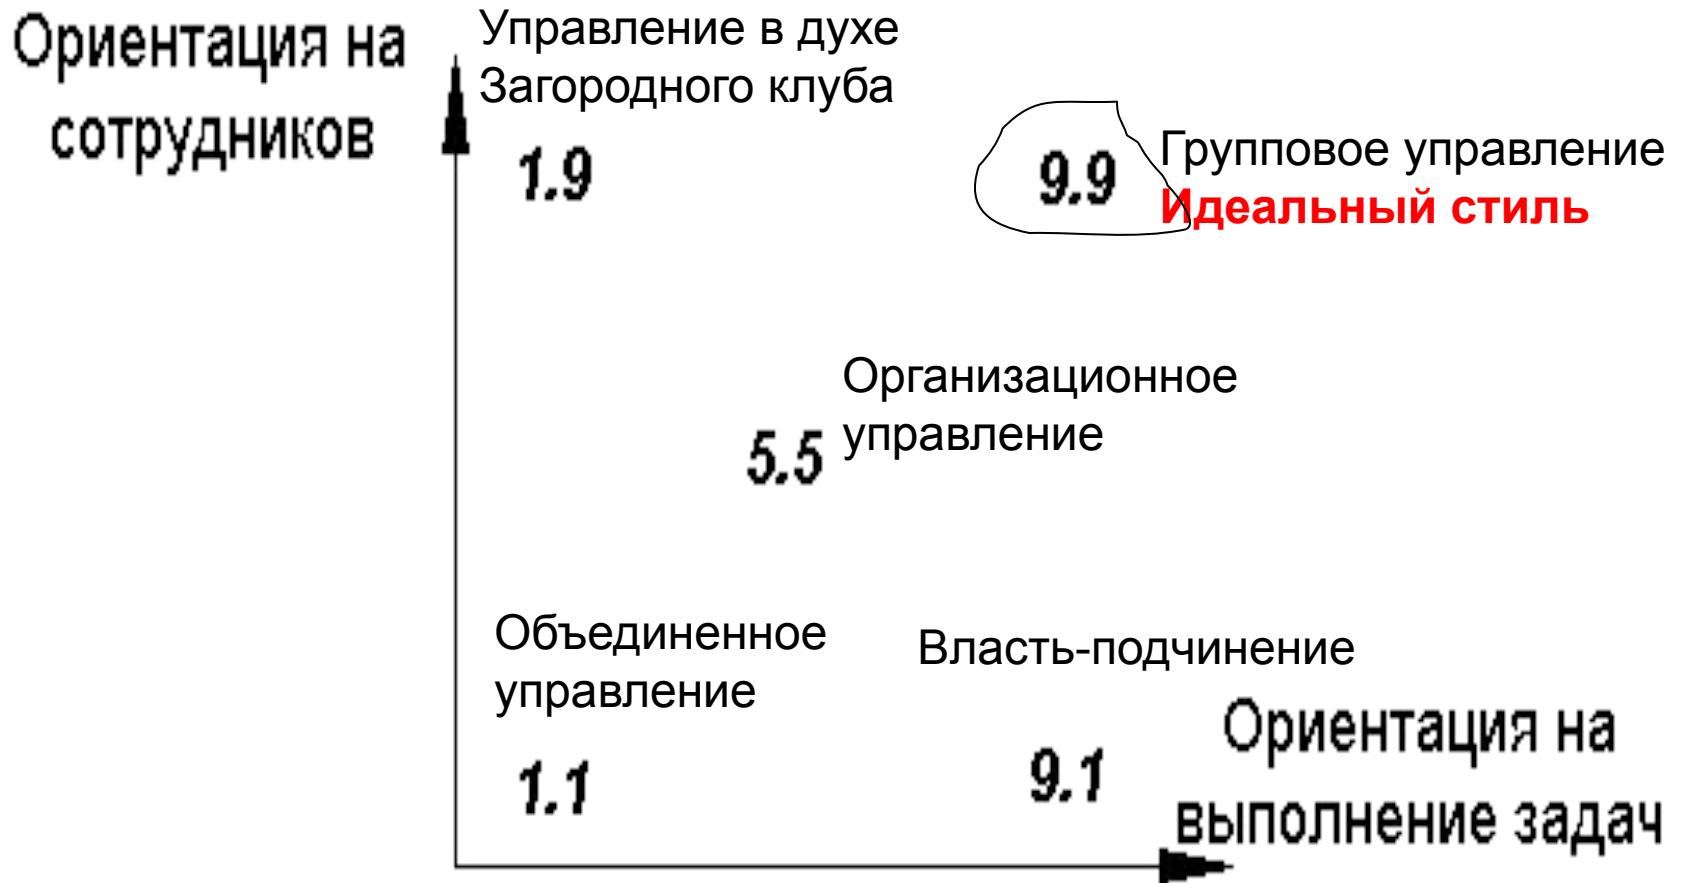 Ориентация на
сотрудников
Управление в духе
Загородного клуба
1.9
9.9
Групповое управление
Идеальный стиль
Организационное
управление
5.5
Объединенное
управление
1.1
Власть-подчинение
9.1
Ориентация на
выполнение задач